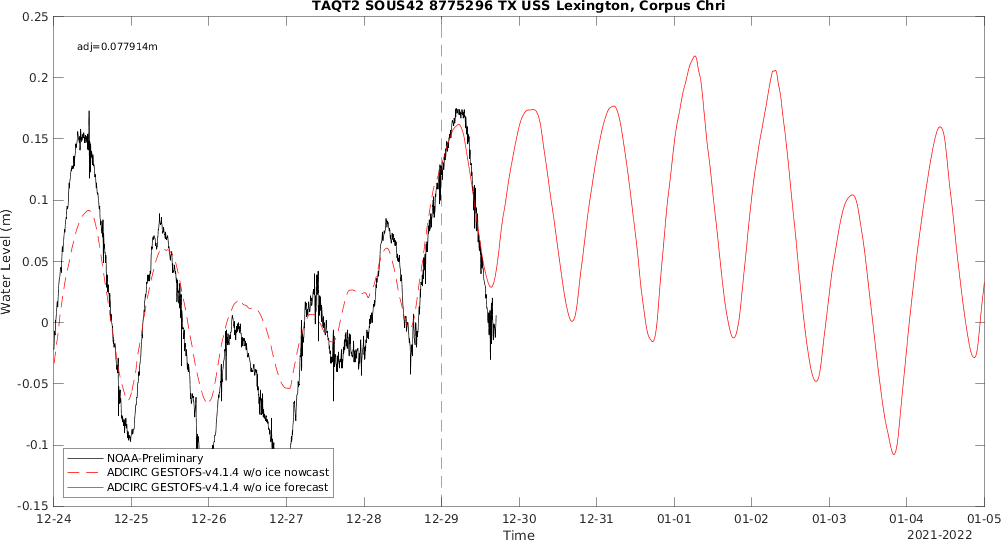 TAQT2 SOUS42 8775296 TX USS Lexington, Corpus Chri
0.25
adj=0.077914m
0.2
0.15
0.1
0.05
0
-0.05
-0.1
-0.15
Water Level (m)
NOAA-Preliminary
ADCIRC GESTOFS-v4.1.4 w/o ice nowcast
ADCIRC GESTOFS-v4.1.4 w/o ice forecast
12-24 12-25 12-26 12-27 12-28 12-29 12-30 12-31 01-01 01-02 01-03 01-04 01-05
Time
2021-2022